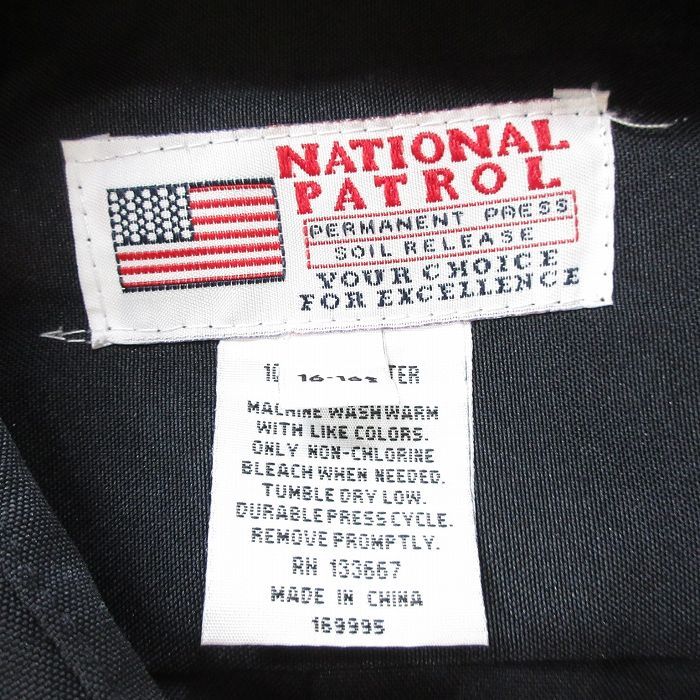 NATIONAL
PATROL
PERMANENT PRESS
SOIL RELEASE
YOUR CHOICE
FOR EXCELLENCE
MACHINE WASH WARM
WITH LIKE COLORS.
ONLY NON-CHLORINE
BLEACH WHEN NEEDED.
TUMBLE DRY LOW.
DURABLE PRESS CYCLE.
REMOVE PROMPTLY.
RN 133667
MADE IN CHINA
169995